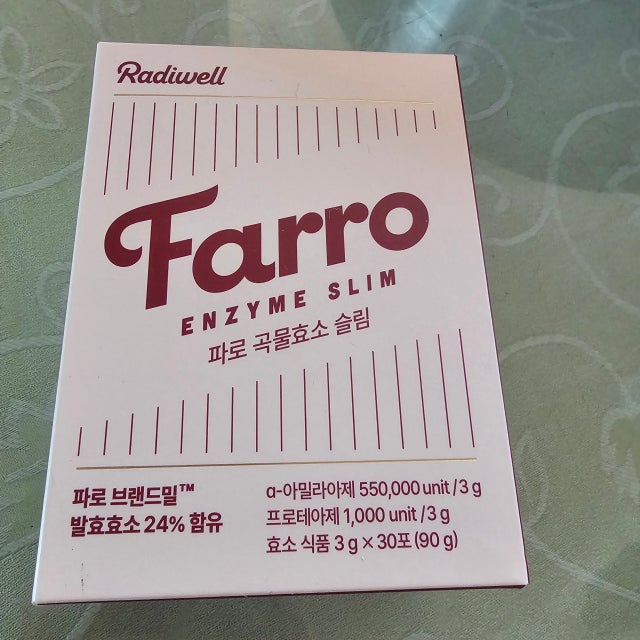 Radiwell
Farro
ENZYME SLIM
파로 곡물효소 슬림
파로 브랜드밀™
발효효소 24% 함유
α-아밀라아제 550,000 unit / 3 g
프로테아제 1,000 unit / 3 g
효소 식품 3 g × 30포 (90 g)